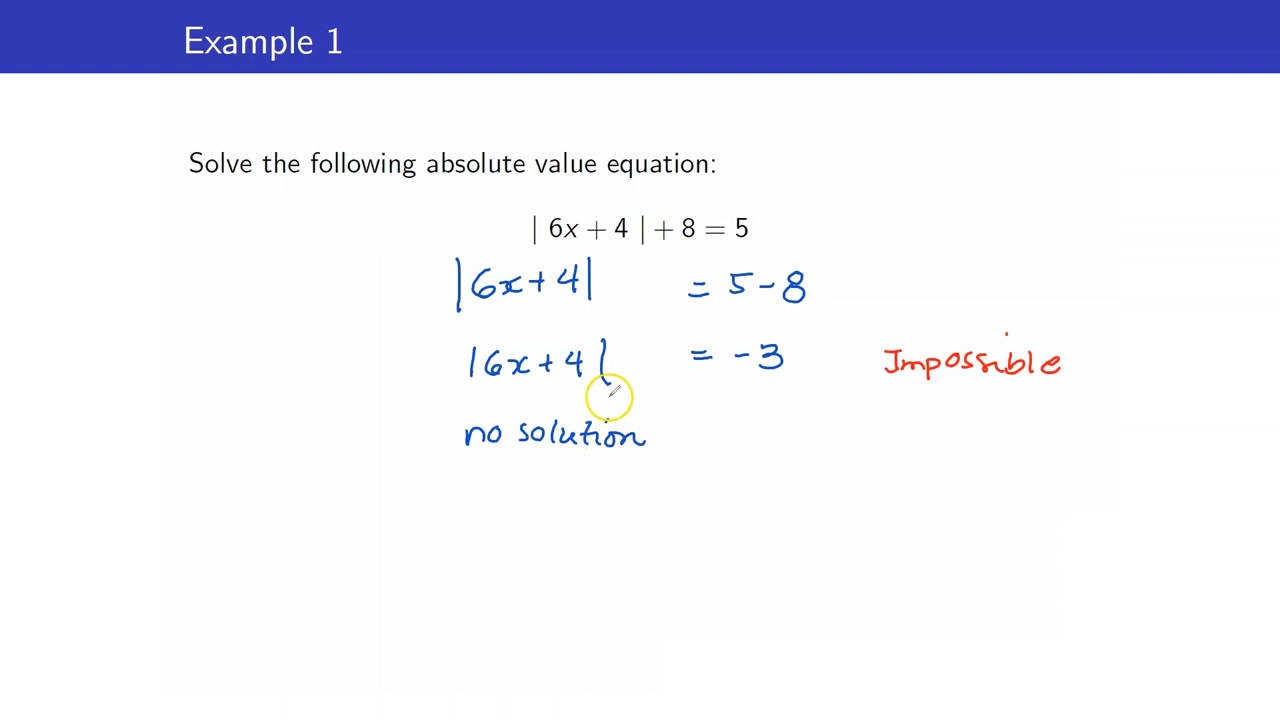 Example 1
Solve the following absolute value equation:
| 6x + 4 | + 8 = 5
|6x+4| = 5-8
|6x+4| = -3 Impossible
no solution